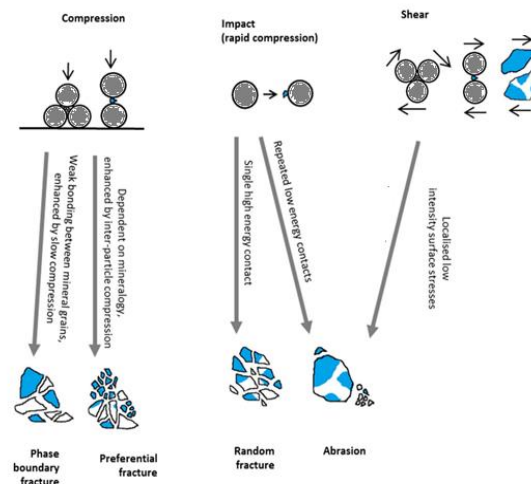 Compression
Impact
(rapid compression)
Shear
Weak bonding between mineral grains,
enhanced by slow compression
Dependent on mineralogy,
enhanced by inter-particle compression
Single high energy
contact
Repeated low energy contacts
Localised low
intensity surface stresses
Phase
boundary
fracture
Preferential
fracture
Random
fracture
Abrasion